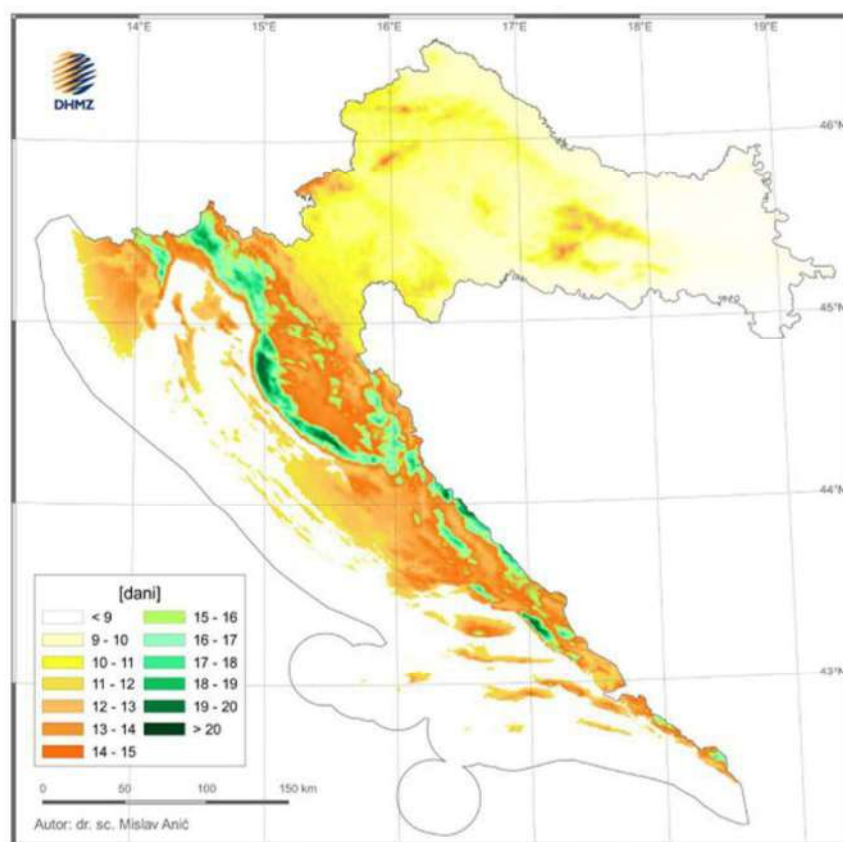 14°E 15°E 16°E 17°E 18°E 19°E
DHMZ
46°N
45°N
44°N
43°N
[dani]
< 9 15 - 16
9 - 10 16 - 17
10 - 11 17 - 18
11 - 12 18 - 19
12 - 13 19 - 20
13 - 14 > 20
14 - 15
0 50 100 150 km
Autor: dr. sc. Mislav Anić